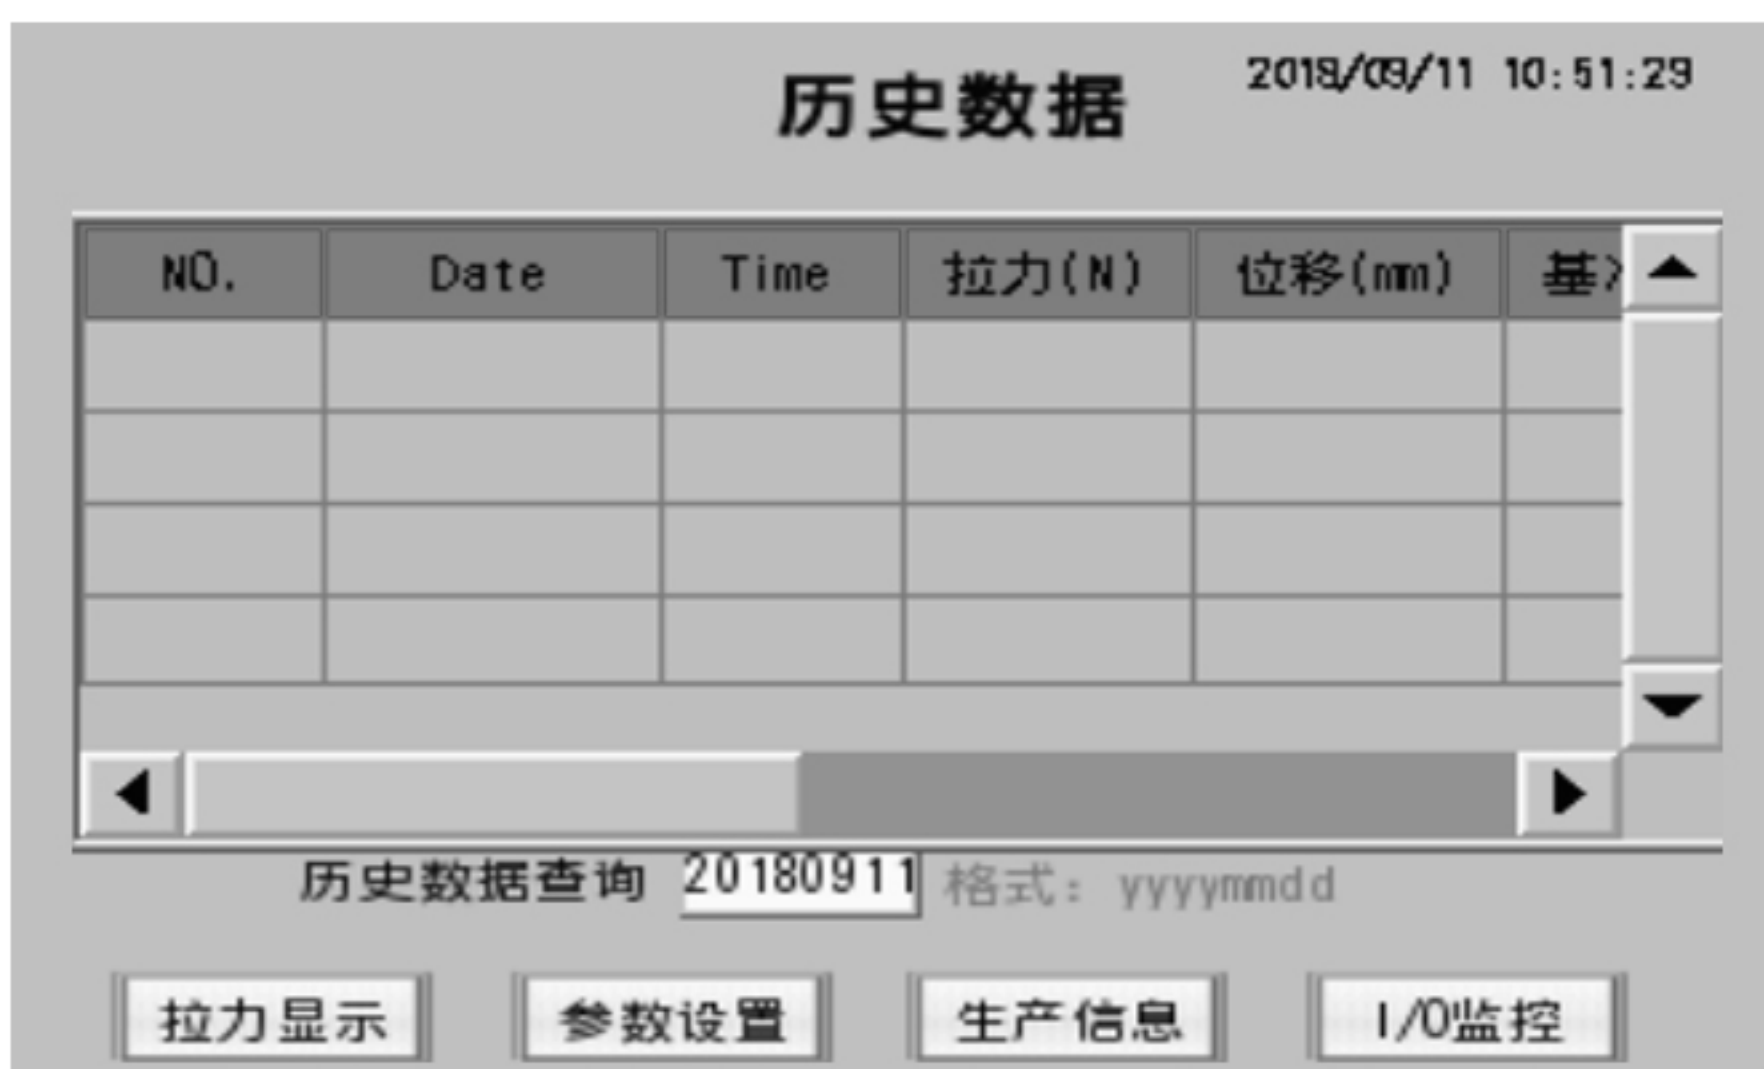 历史数据
2018/09/11 10:51:29
NO. Date Time 拉力(N) 位移(mm) 基
历史数据查询 20180911 格式: yyyymmdd
拉力显示 参数设置 生产信息 I/O监控